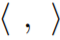 ⟨ , ⟩